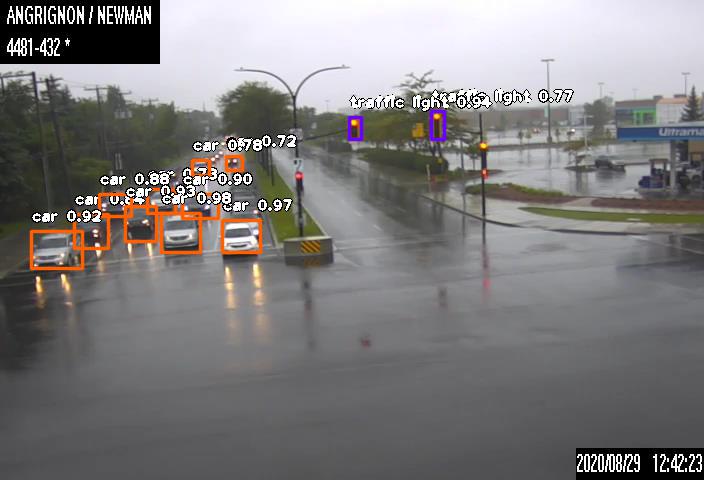 ANGRIGNON / NEWMAN
4481-432 *
traffic light 0.94
traffic light 0.77
car 0.78
0.72
car 0.88
car 0.90
0.93
car 0.98
car 0.97
car 0.92
Ultramar
2020/08/29 12:42:23